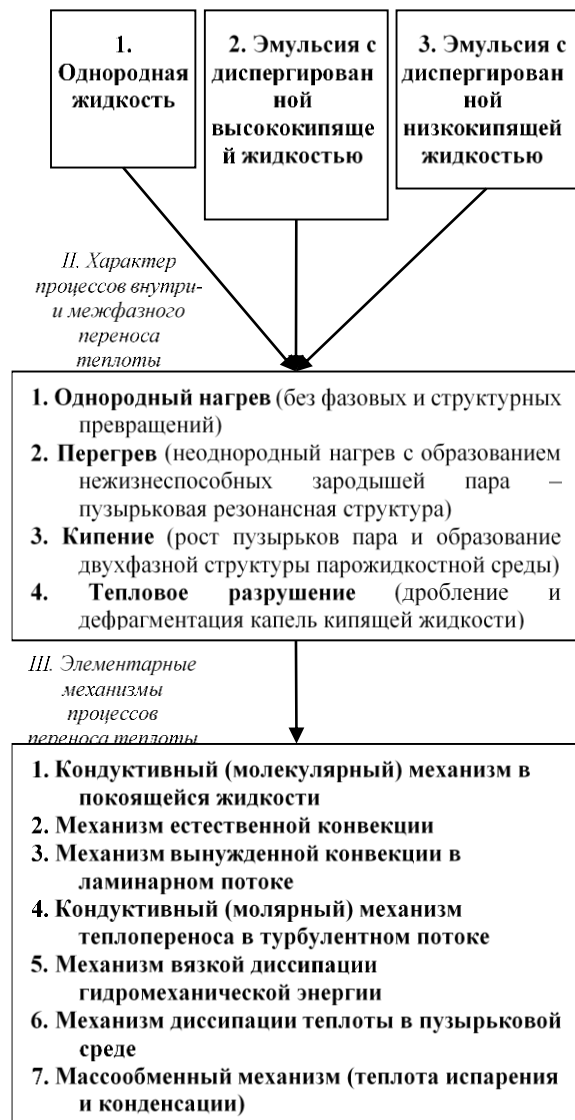 1.
Однородная
жидкость
2. Эмульсия с
диспергирован
ной
высококипяще
й жидкостью
3. Эмульсия с
диспергирован
ной
низкокипящей
жидкостью
II. Характер
процессов внутри-
и межфазного
переноса
теплоты
1. Однородный нагрев (без фазовых и структурных
превращений)
2. Перегрев (неоднородный нагрев с образованием
нежизнеспособных зародышей пара –
пузырьковая резонансная структура)
3. Кипение (рост пузырьков пара и образование
двухфазной структуры парожидкостной среды)
4. Тепловое разрушение (дробление и
дефрагментация капель кипящей жидкости)
III. Элементарные
механизмы
процессов
переноса теплоты
1. Кондуктивный (молекулярный) механизм в
покоящейся жидкости
2. Механизм естественной конвекции
3. Механизм вынужденной конвекции в
ламинарном потоке
4. Кондуктивный (молярный) механизм
теплопереноса в турбулентном потоке
5. Механизм вязкой диссипации
гидромеханической энергии
6. Механизм диссипации теплоты в пузырьковой
среде
7. Массообменный механизм (теплота испарения
и конденсации)